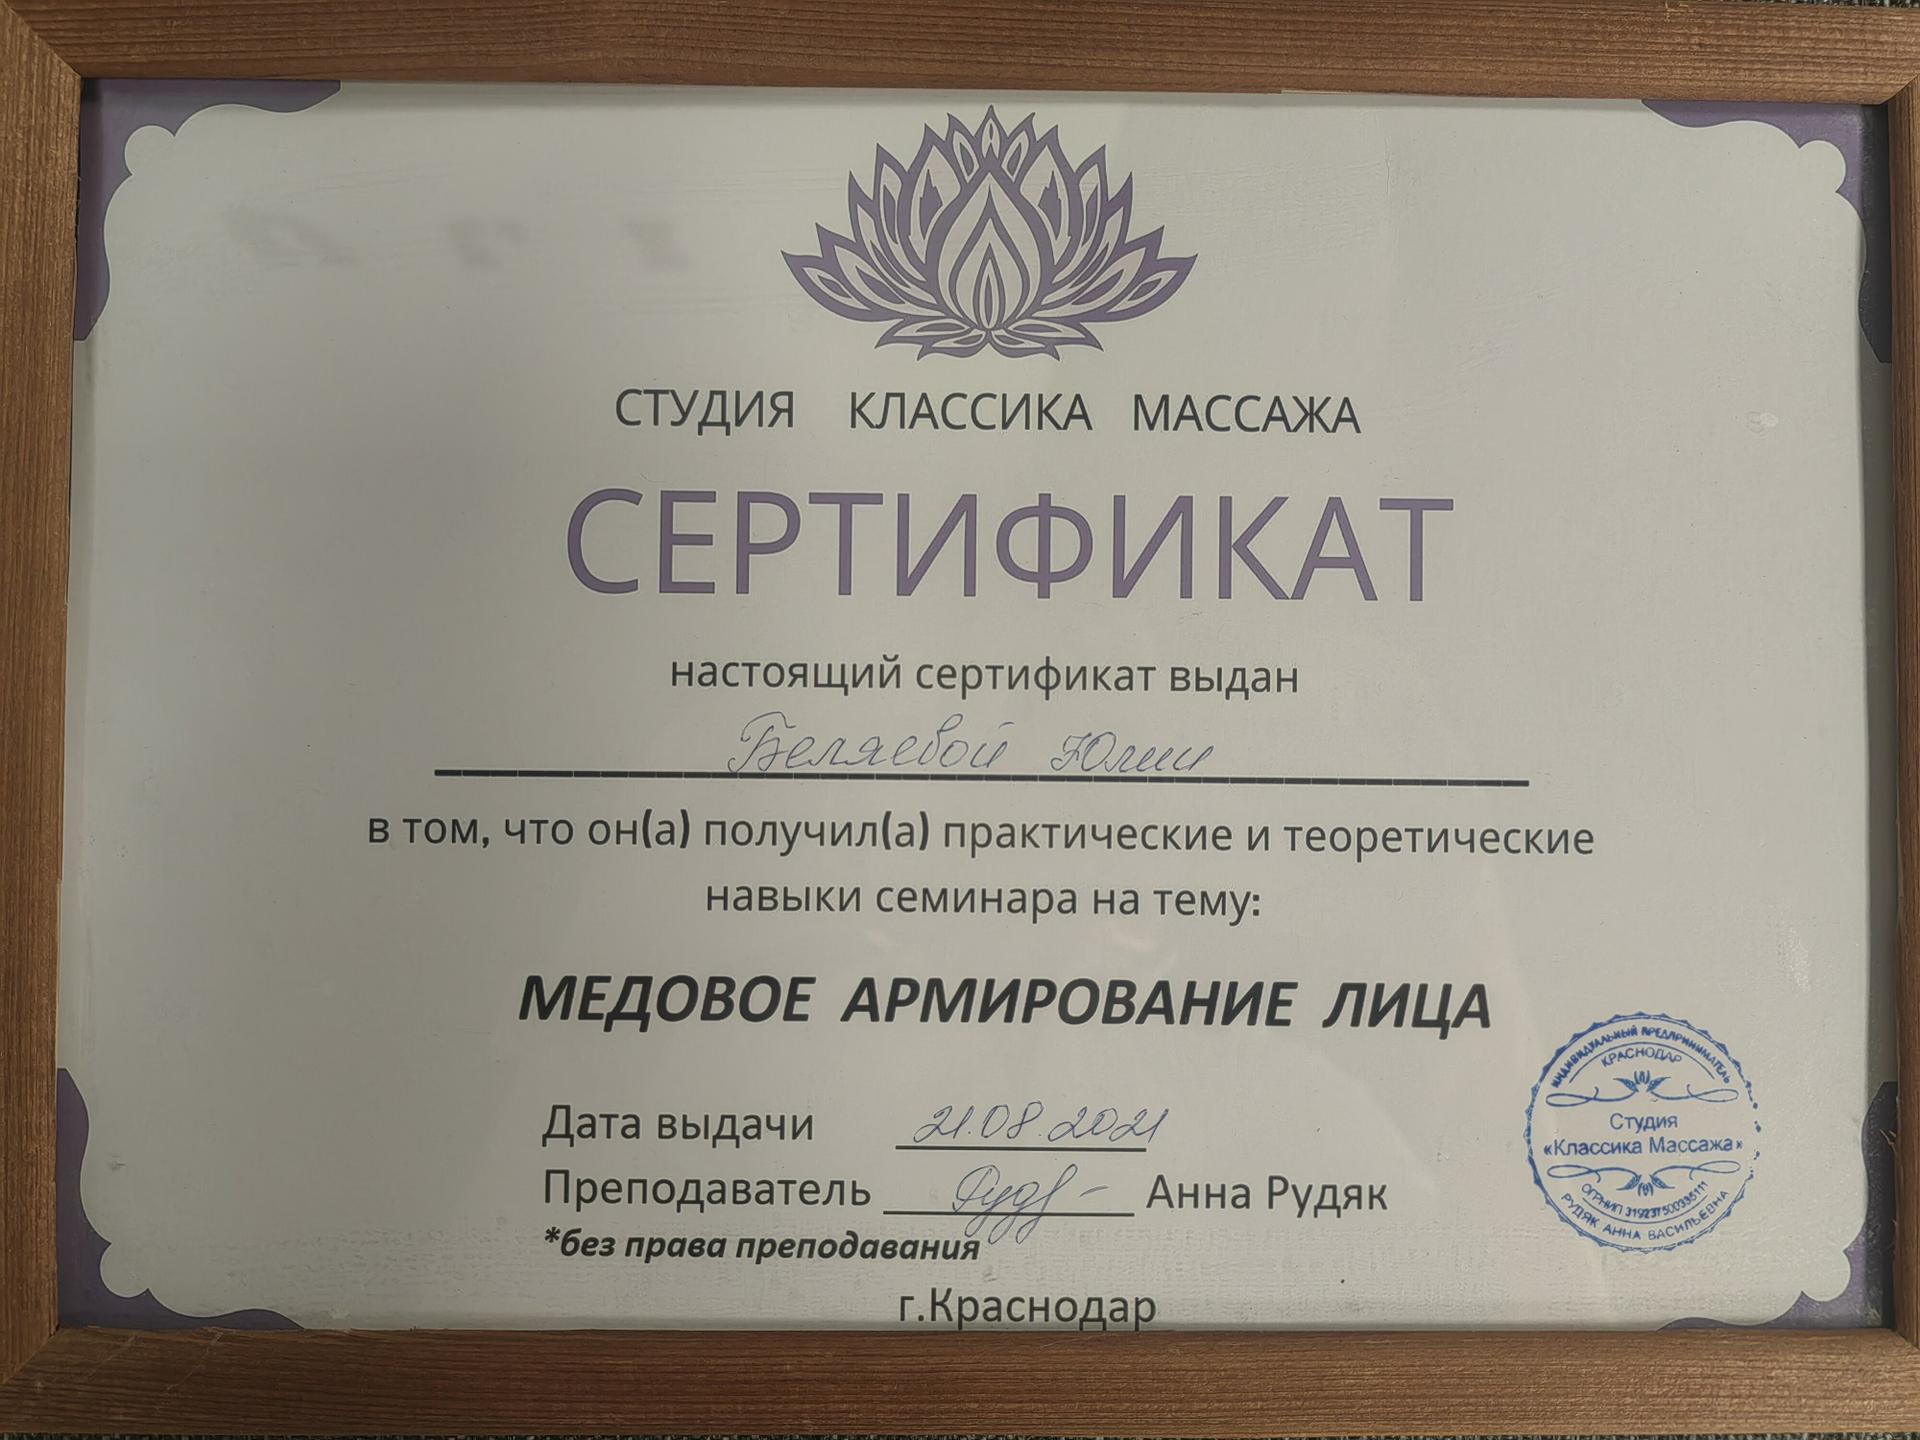 СТУДИЯ КЛАССИКА МАССАЖА
СЕРТИФИКАТ
настоящий сертификат выдан
Беляевой Юлии
в том, что он(а) получил(а) практические и теоретические
навыки семинара на тему:
МЕДОВОЕ АРМИРОВАНИЕ ЛИЦА
Дата выдачи 21.08.2021
Преподаватель Анна Рудяк
*без права преподавания
г.Краснодар
ИНДИВИДУАЛЬНЫЙ ПРЕДПРИНИМАТЕЛЬ
КРАСНОДАР
Студия
«Классика Массажа»
ОГРНИП 319237500335111
РУДЯК АННА ВАСИЛЬЕВНА